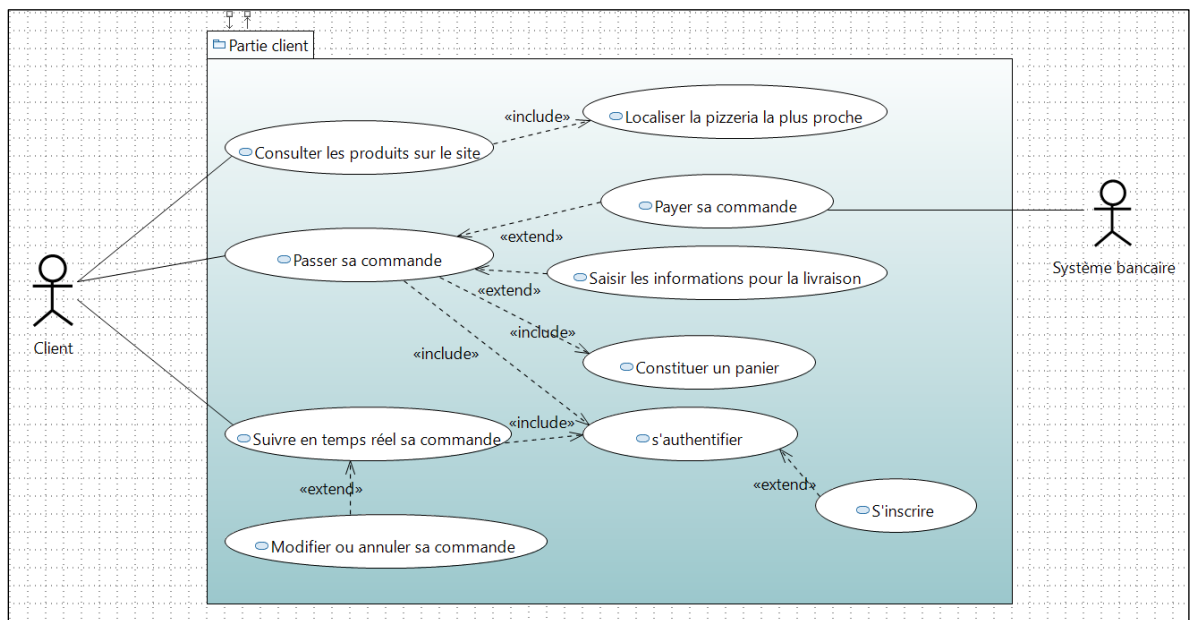 Partie client
«include»
Localiser la pizzeria la plus proche
Consulter les produits sur le site
Payer sa commande
«extend»
Passer sa commande
Système bancaire
Saisir les informations pour la livraison
«extend»
«include»
Client
«include»
Constituer un panier
«include»
Suivre en temps réel sa commande
s'authentifier
«extend»
«extend»
S'inscrire
Modifier ou annuler sa commande